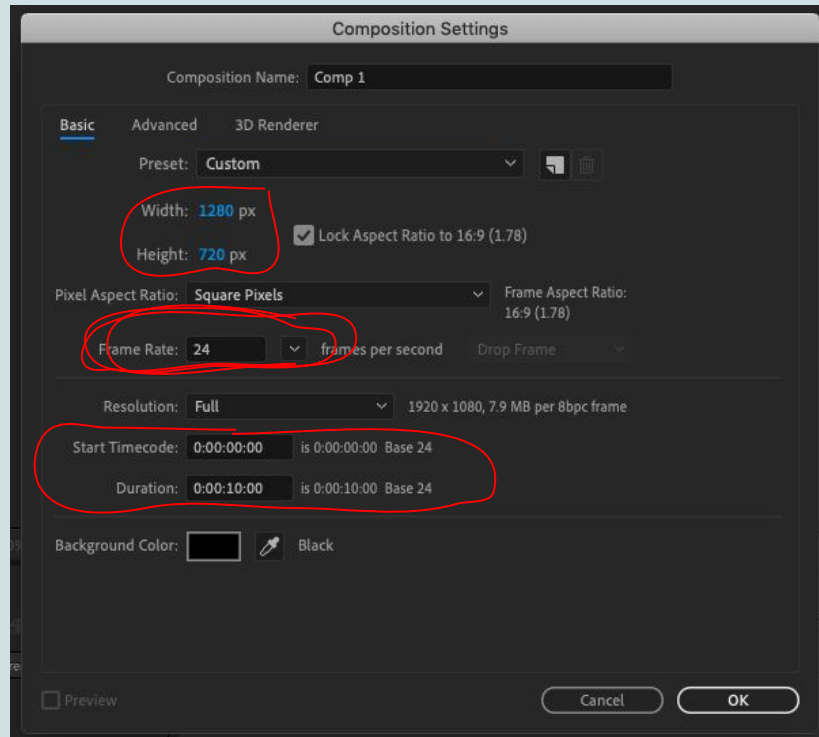 Composition Settings
Composition Name: Comp 1
Basic Advanced 3D Renderer
Preset: Custom
Width: 1280 px
Lock Aspect Ratio to 16:9 (1.78)
Height: 720 px
Pixel Aspect Ratio: Square Pixels
Frame Aspect Ratio:
16:9 (1.78)
Frame Rate: 24 frames per second Drop Frame
Resolution: Full 1920 x 1080, 7.9 MB per 8bpc frame
Start Timecode: 0:00:00:00 is 0:00:00:00 Base 24
Duration: 0:00:10:00 is 0:00:10:00 Base 24
Background Color: Black
Preview Cancel OK